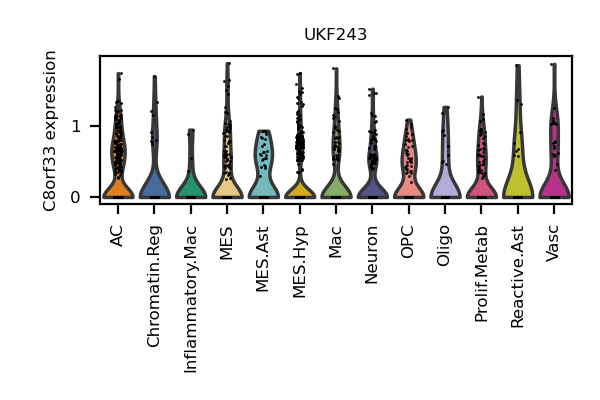 UKF243
C8orf33 expression
1
0
AC
Chromatin.Reg
Inflammatory.Mac
MES
MES.Ast
MES.Hyp
Mac
Neuron
OPC
Oligo
Prolif.Metab
Reactive.Ast
Vasc